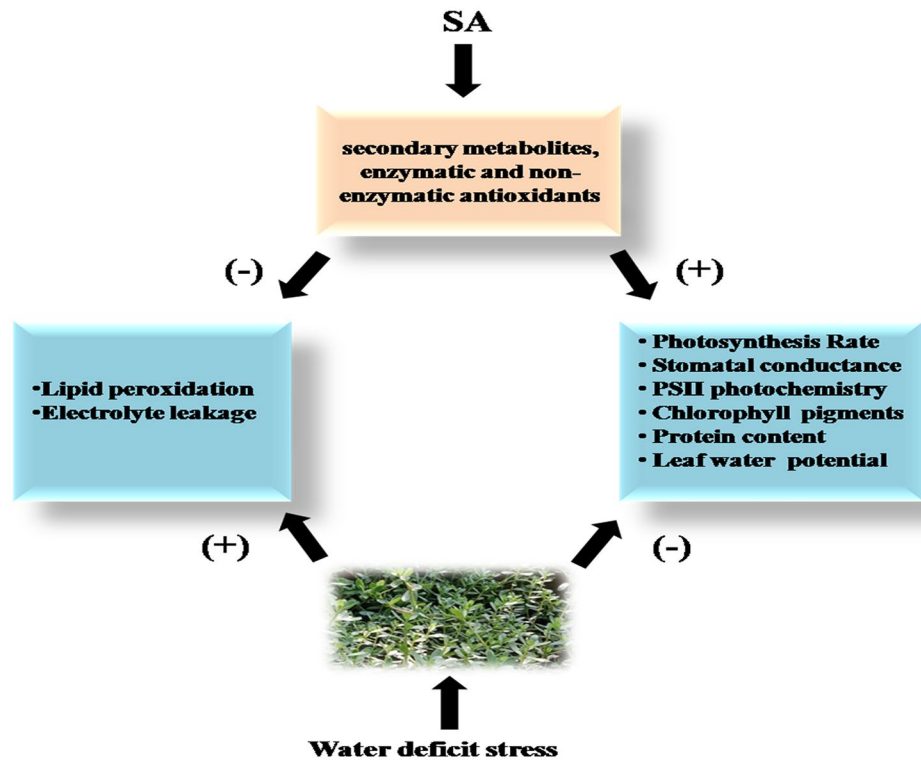 SA
secondary metabolites,
enzymatic and non-
enzymatic antioxidants
(-)
(+)
•Lipid peroxidation
•Electrolyte leakage
• Photosynthesis Rate
• Stomatal conductance
• PSII photochemistry
• Chlorophyll pigments
• Protein content
• Leaf water potential
(+)
(-)
Water deficit stress